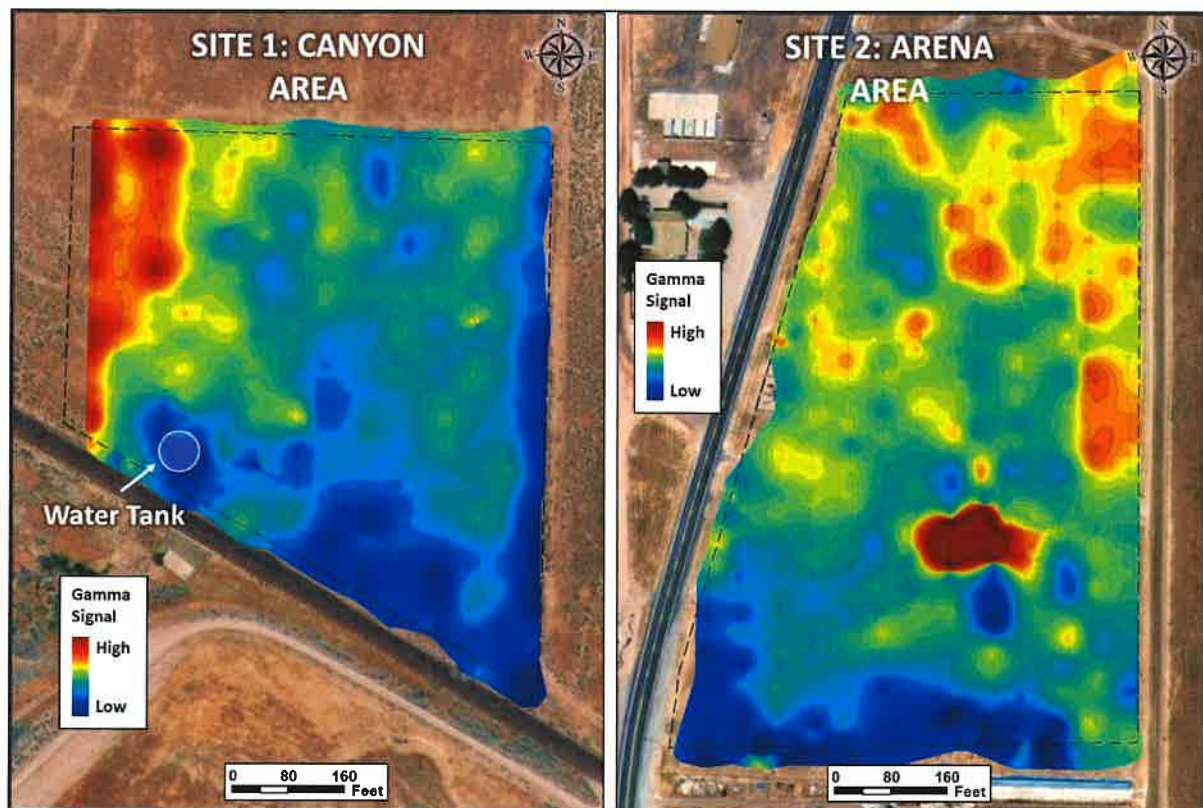 SITE 1: CANYON
AREA
N
W
E
S
Water Tank
Gamma
Signal
High
Low
0 80 160
Feet
SITE 2: ARENA
AREA
N
W
E
S
Gamma
Signal
High
Low
0 80 160
Feet